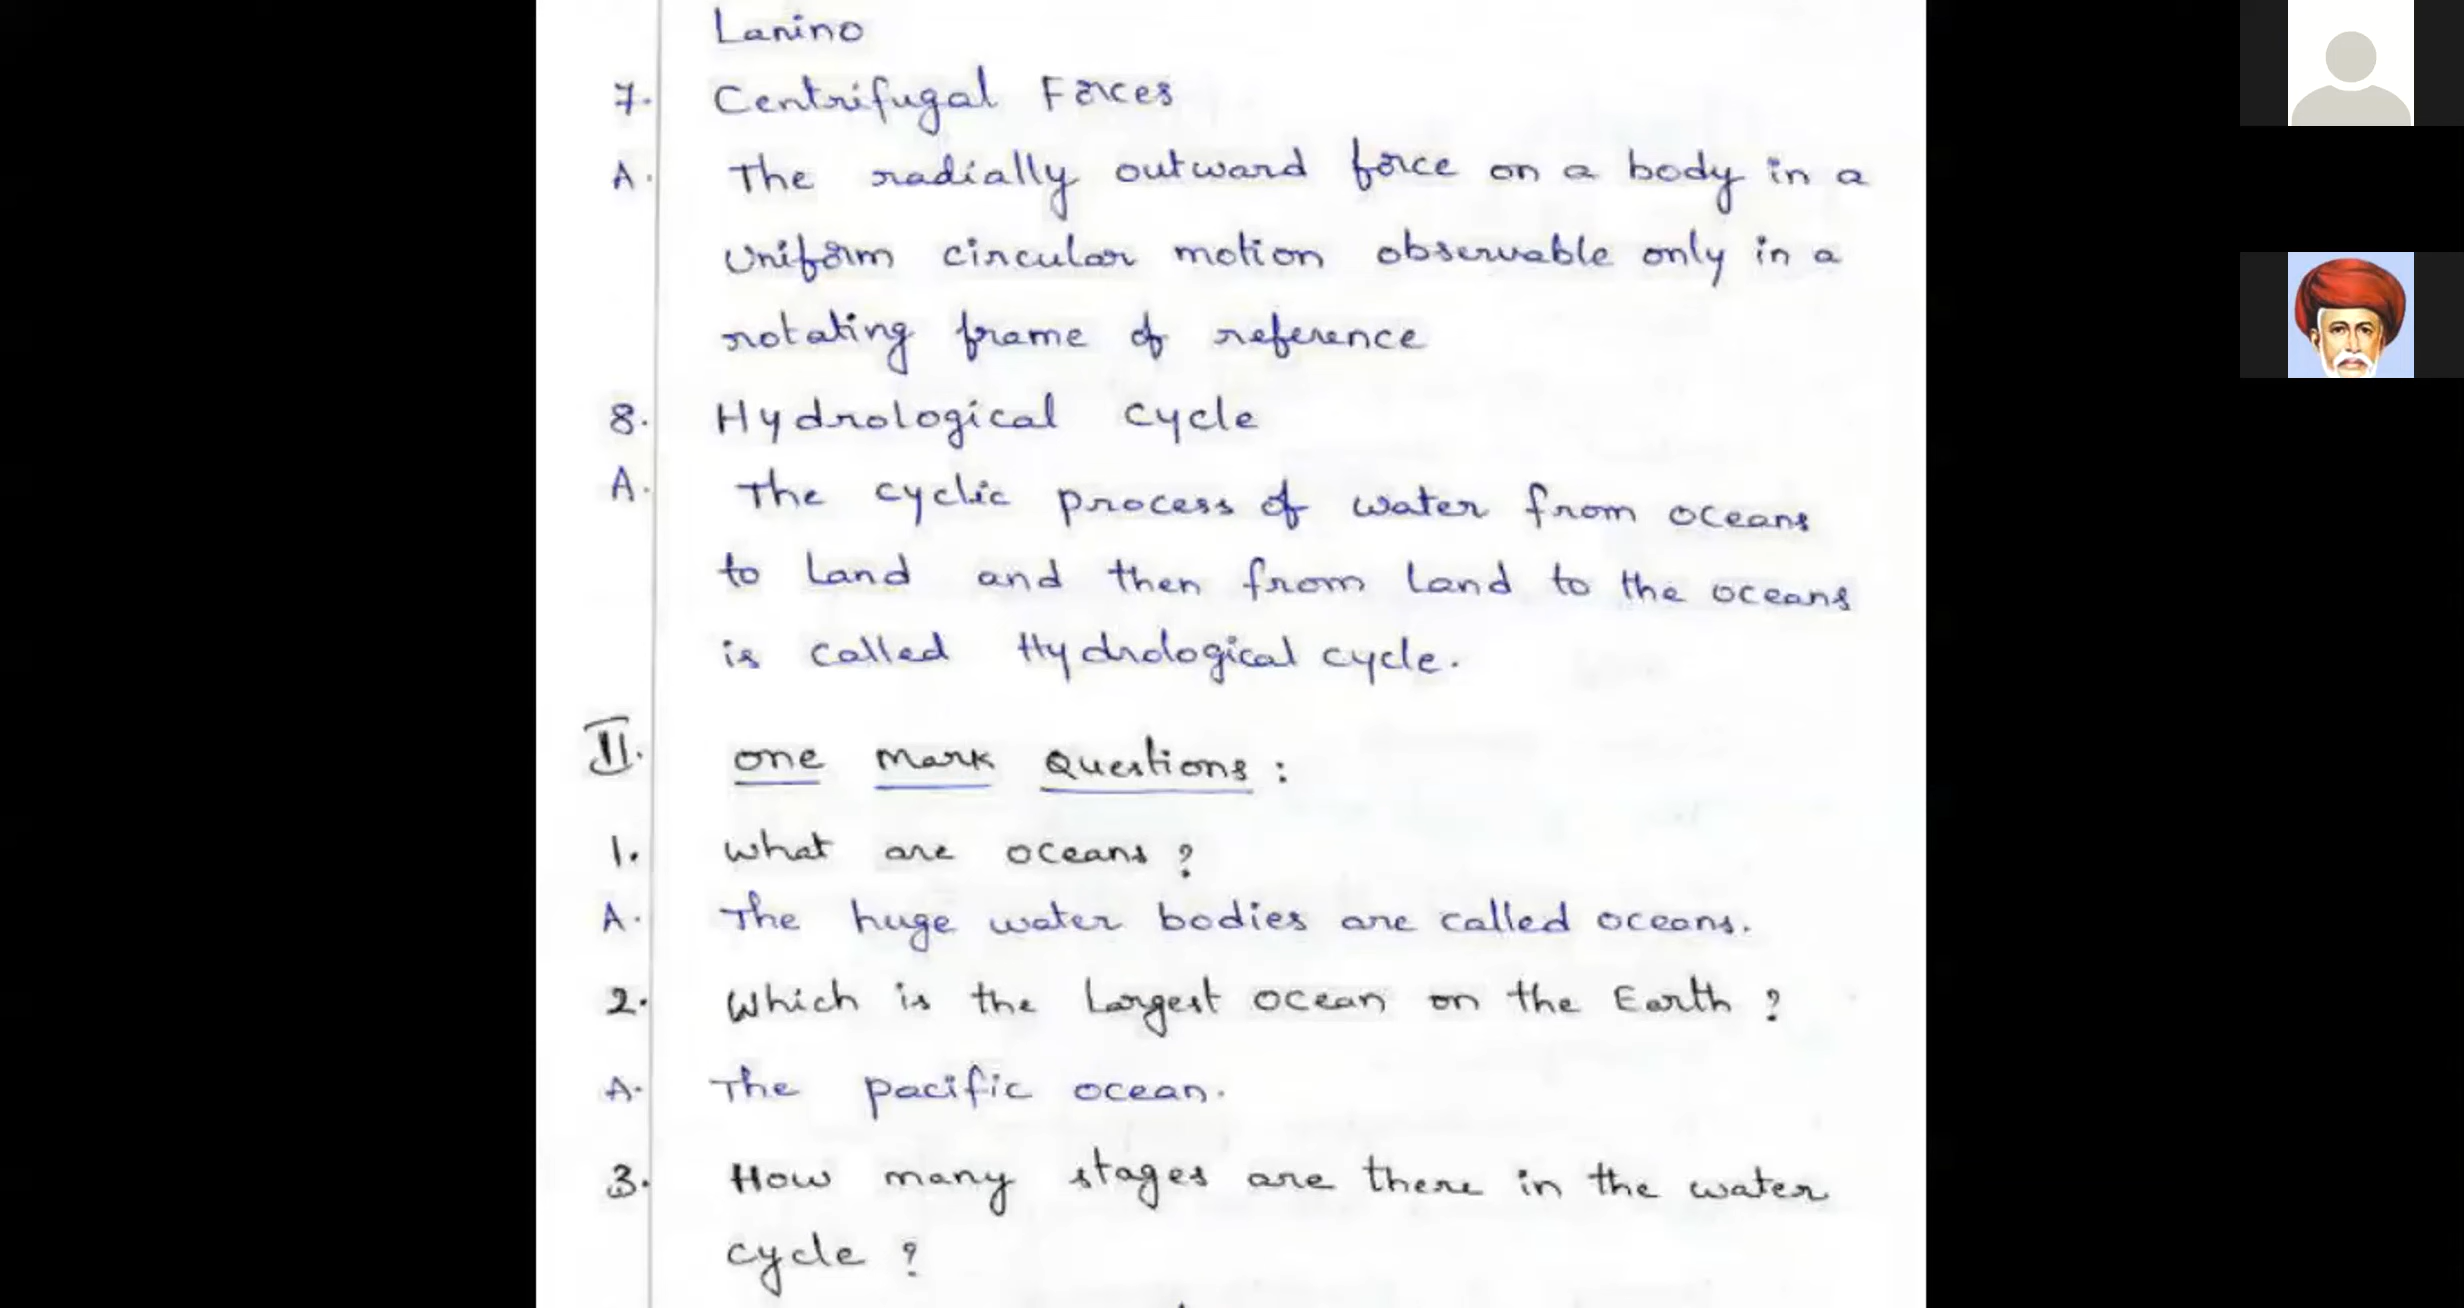 Lanino
7. Centrifugal Forces
A. The radially outward force on a body in a
uniform circular motion observable only in a
rotating frame of reference
8. Hydrological cycle
A. The cyclic process of water from oceans
to Land and then from Land to the oceans
is called Hydrological cycle.
II. one mark Questions :
1. what are oceans ?
A. The huge water bodies are called oceans.
2. Which is the Largest ocean on the Earth ?
A. The pacific ocean.
3. How many stages are there in the water
cycle ?